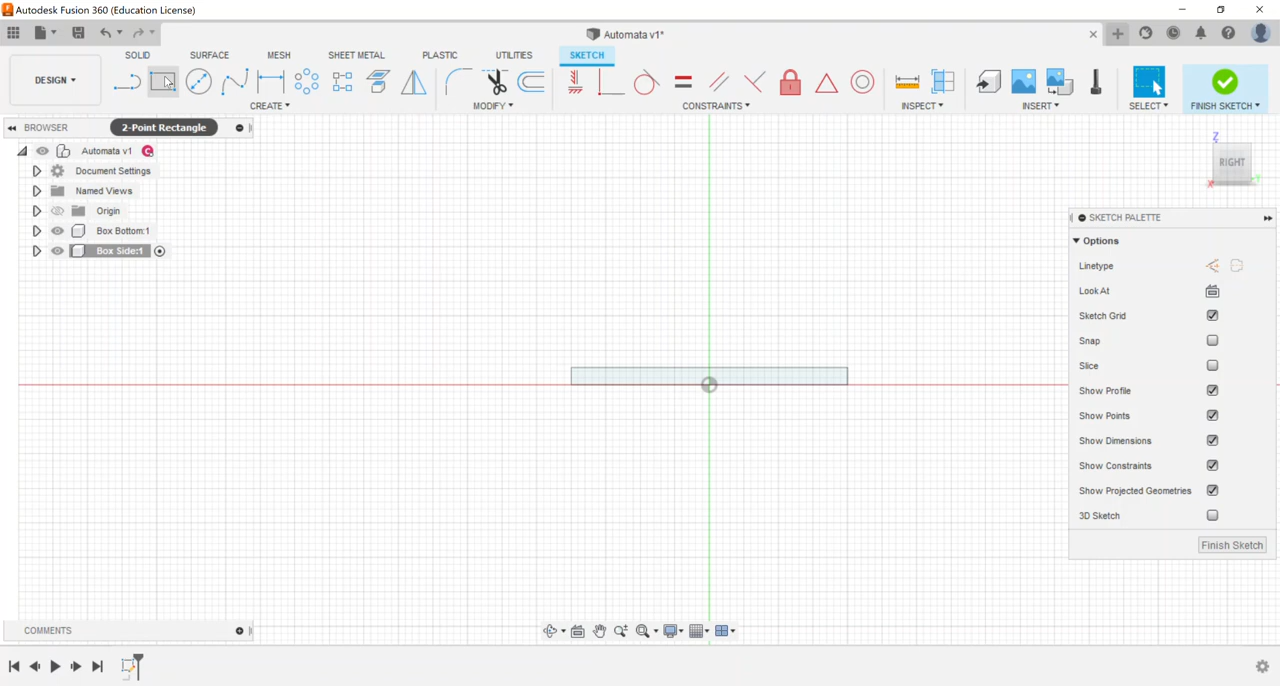 Autodesk Fusion 360 (Education License)
Automata v1*
DESIGN
SOLID SURFACE MESH SHEET METAL PLASTIC UTILITIES SKETCH
CREATE MODIFY CONSTRAINTS INSPECT INSERT SELECT FINISH SKETCH
BROWSER
2-Point Rectangle
Automata v1
Document Settings
Named Views
Origin
Box Bottom:1
Box Side:1
Z
RIGHT
X
Y
SKETCH PALETTE
Options
Linetype
Look At
Sketch Grid
Snap
Slice
Show Profile
Show Points
Show Dimensions
Show Constraints
Show Projected Geometries
3D Sketch
Finish Sketch
COMMENTS